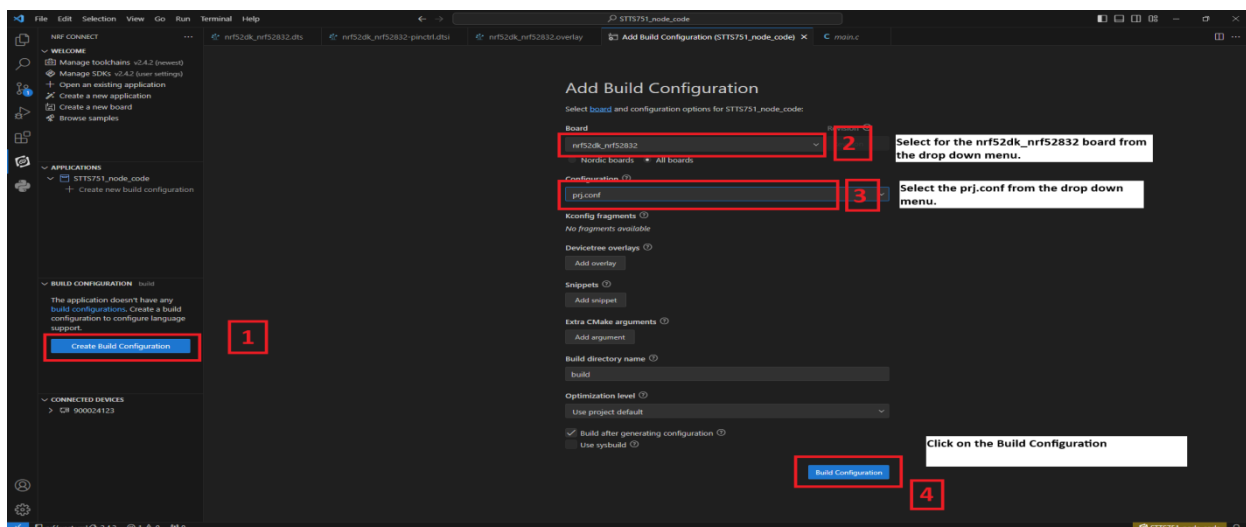 File Edit Selection View Go Run Terminal Help
STTS751_node_code
NRF CONNECT
nrf52dk_nrf52832.dts
nrf52dk_nrf52832-pinctrl.dtsi
nrf52dk_nrf52832.overlay
Add Build Configuration (STTS751_node_code)
C main.c
WELCOME
Manage toolchains v2.4.2 (newest)
Manage SDKs v2.4.2 (user settings)
Open an existing application
Create a new application
Create a new board
Browse samples
APPLICATIONS
STTS751_node_code
Create new build configuration
BUILD CONFIGURATION build
The application doesn't have any
build configurations. Create a build
configuration to configure language
support.
Create Build Configuration
1
CONNECTED DEVICES
900024123
Add Build Configuration
Select board and configuration options for STTS751_node_code:
Board
Revision
nrf52dk_nrf52832
2
Select for the nrf52dk_nrf52832 board from
the drop down menu.
Nordic boards All boards
Configuration
prj.conf
3
Select the prj.conf from the drop down
menu.
Kconfig fragments
No fragments available
Devicetree overlays
Add overlay
Snippets
Add snippet
Extra CMake arguments
Add argument
Build directory name
build
Optimization level
Use project default
Build after generating configuration
Use sysbuild
Click on the Build Configuration
Build Configuration
4